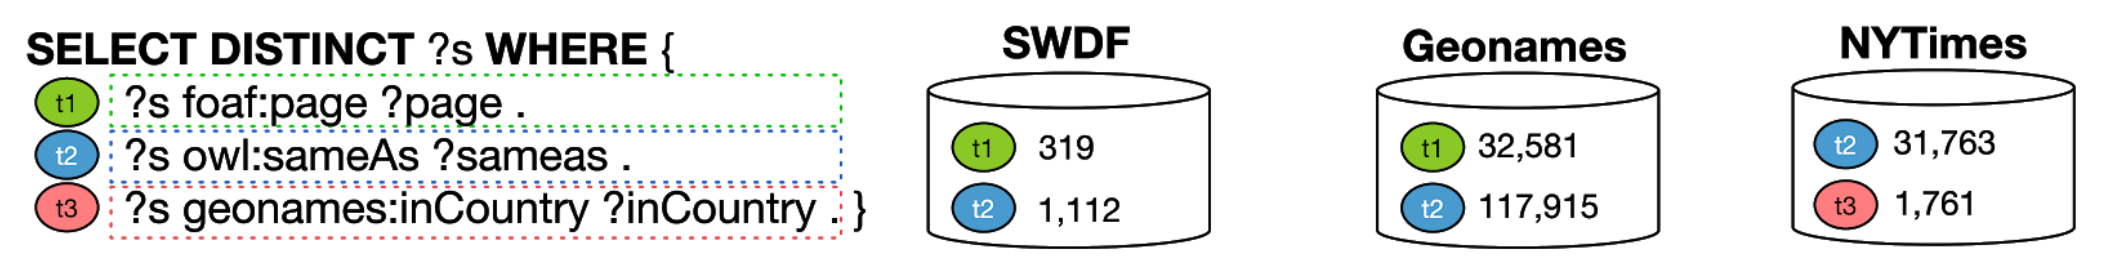 SELECT DISTINCT ?s WHERE {
t1 ?s foaf:page ?page .
t2 ?s owl:sameAs ?sameas .
t3 ?s geonames:inCountry ?inCountry . }
SWDF
t1 319
t2 1,112
Geonames
t1 32,581
t2 117,915
NYTimes
t2 31,763
t3 1,761